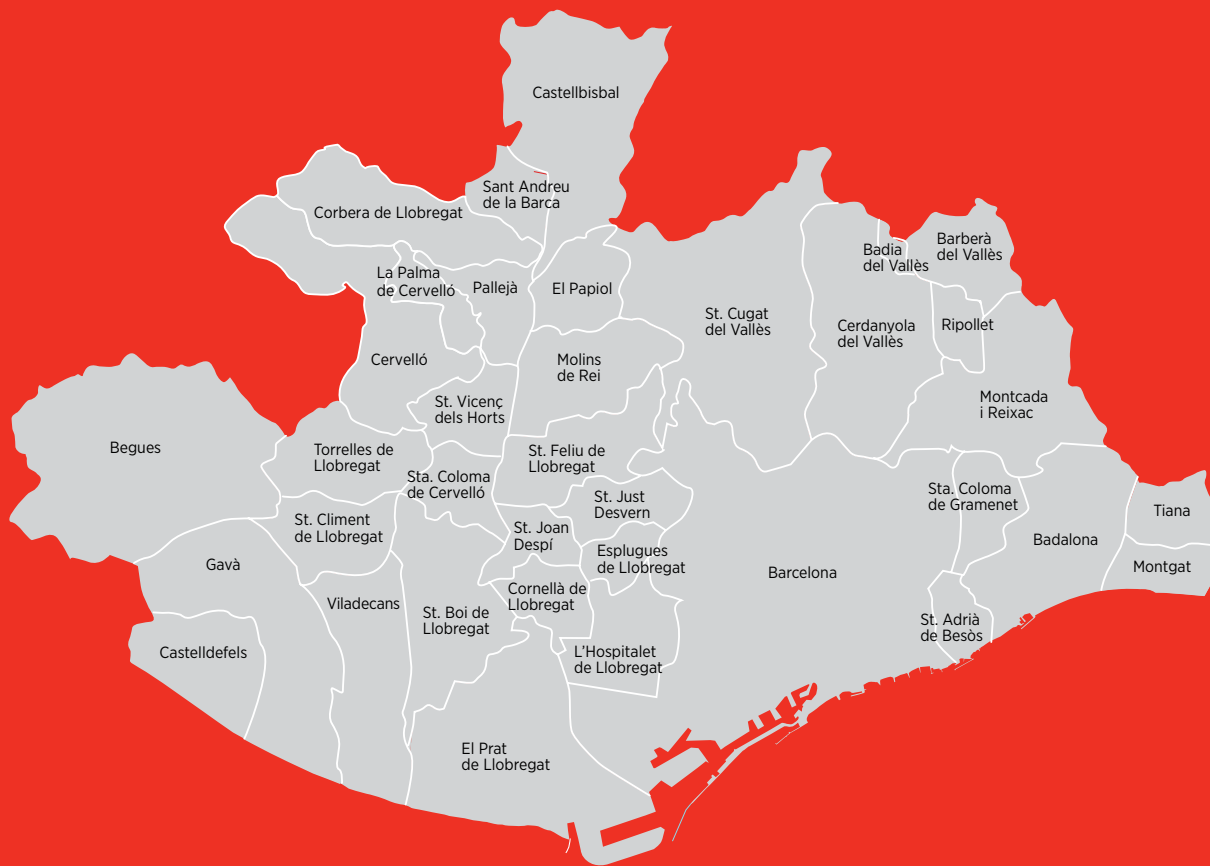 Castellbisbal
Sant Andreu
de la Barca
Corbera de Llobregat
Badia
del Vallès
Barberà
del Vallès
La Palma
de Cervelló
Pallejà
El Papiol
St. Cugat
del Vallès
Cerdanyola
del Vallès
Ripollet
Cervelló
Molins
de Rei
St. Vicenç
dels Horts
Montcada
i Reixac
Begues
Torrelles de
Llobregat
St. Feliu de
Llobregat
Sta. Coloma
de Cervelló
St. Just
Desvern
Sta. Coloma
de Gramenet
Tiana
St. Climent
de Llobregat
St. Joan
Despí
Badalona
Gavà
Esplugues
de Llobregat
Barcelona
Montgat
Viladecans
Cornellà de
Llobregat
St. Boi de
Llobregat
St. Adrià
de Besòs
Castelldefels
L'Hospitalet
de Llobregat
El Prat
de Llobregat